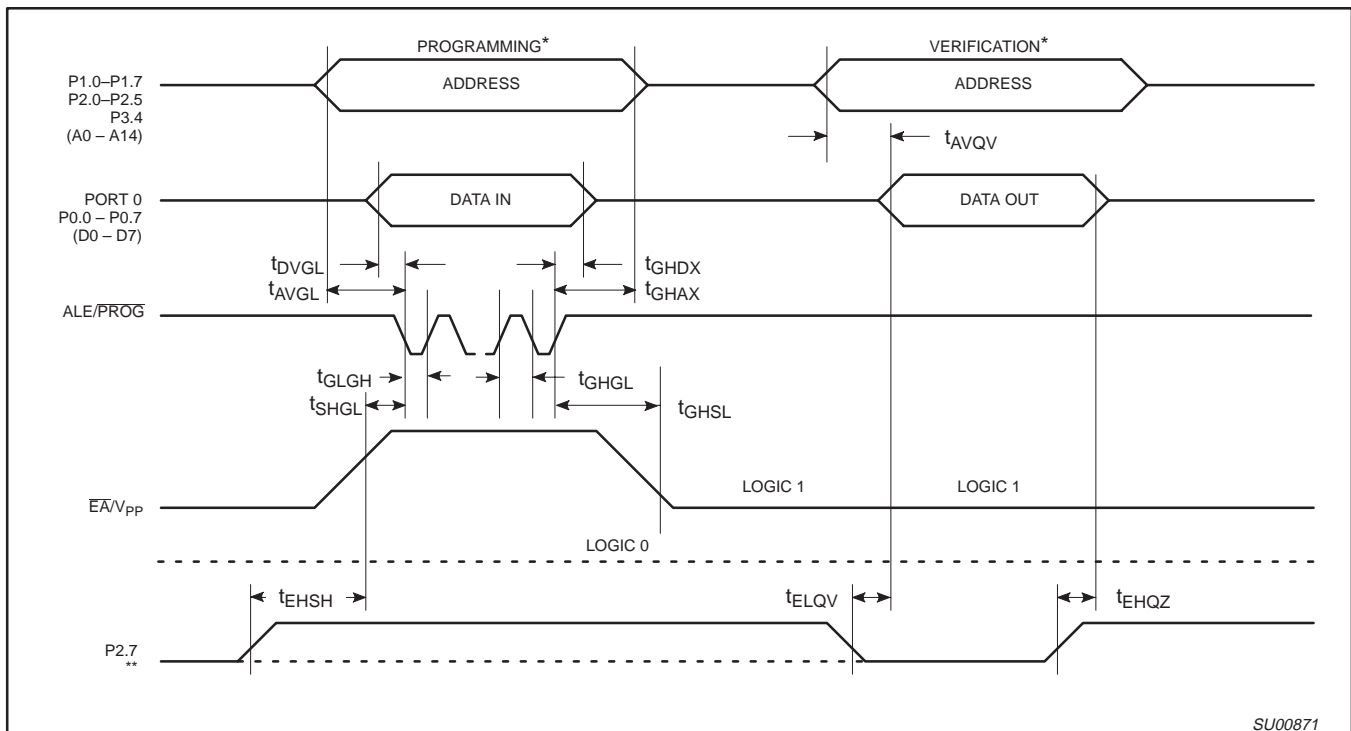 PROGRAMMING*
VERIFICATION*
P1.0–P1.7
P2.0–P2.5
P3.4
(A0 – A14)
ADDRESS
ADDRESS
tAVQV
PORT 0
P0.0 – P0.7
(D0 – D7)
DATA IN
DATA OUT
tDVGL
tGHDX
tAVGL
tGHAX
ALE/PROG
tGLGH
tGHGL
tSHGL
tGHSL
LOGIC 1
LOGIC 1
EA/VPP
LOGIC 0
tEHSH
tELQV
tEHQZ
P2.7
**
SU00871